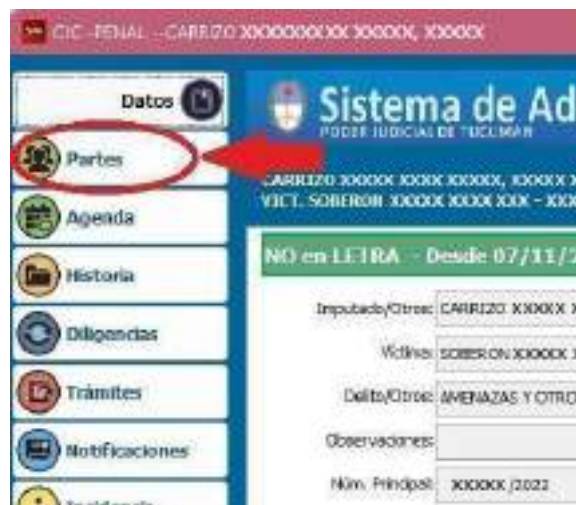 CIC -PENAL - CARRIZO XXXXXXXXXX XXXXX, XXXXX
Datos
Partes
Agenda
Historia
Diligencias
Trámites
Notificaciones
Sistema de Ad
PODER JUDICIAL DE TUCUMÁN
CARRIZO XXXXX XXXX XXXXX, XXXXX X
VICT. SOBERON XXXXX XXXX XXX - XXX
NO en LETRA - Desde 07/11/2
Imputado/Otros: CARRIZO XXXXX X
Víctima: SOBERON XXXXX X
Delito/Otros: AMENAZAS Y OTRO
Observaciones:
Núm. Principal: XXXXX /2022